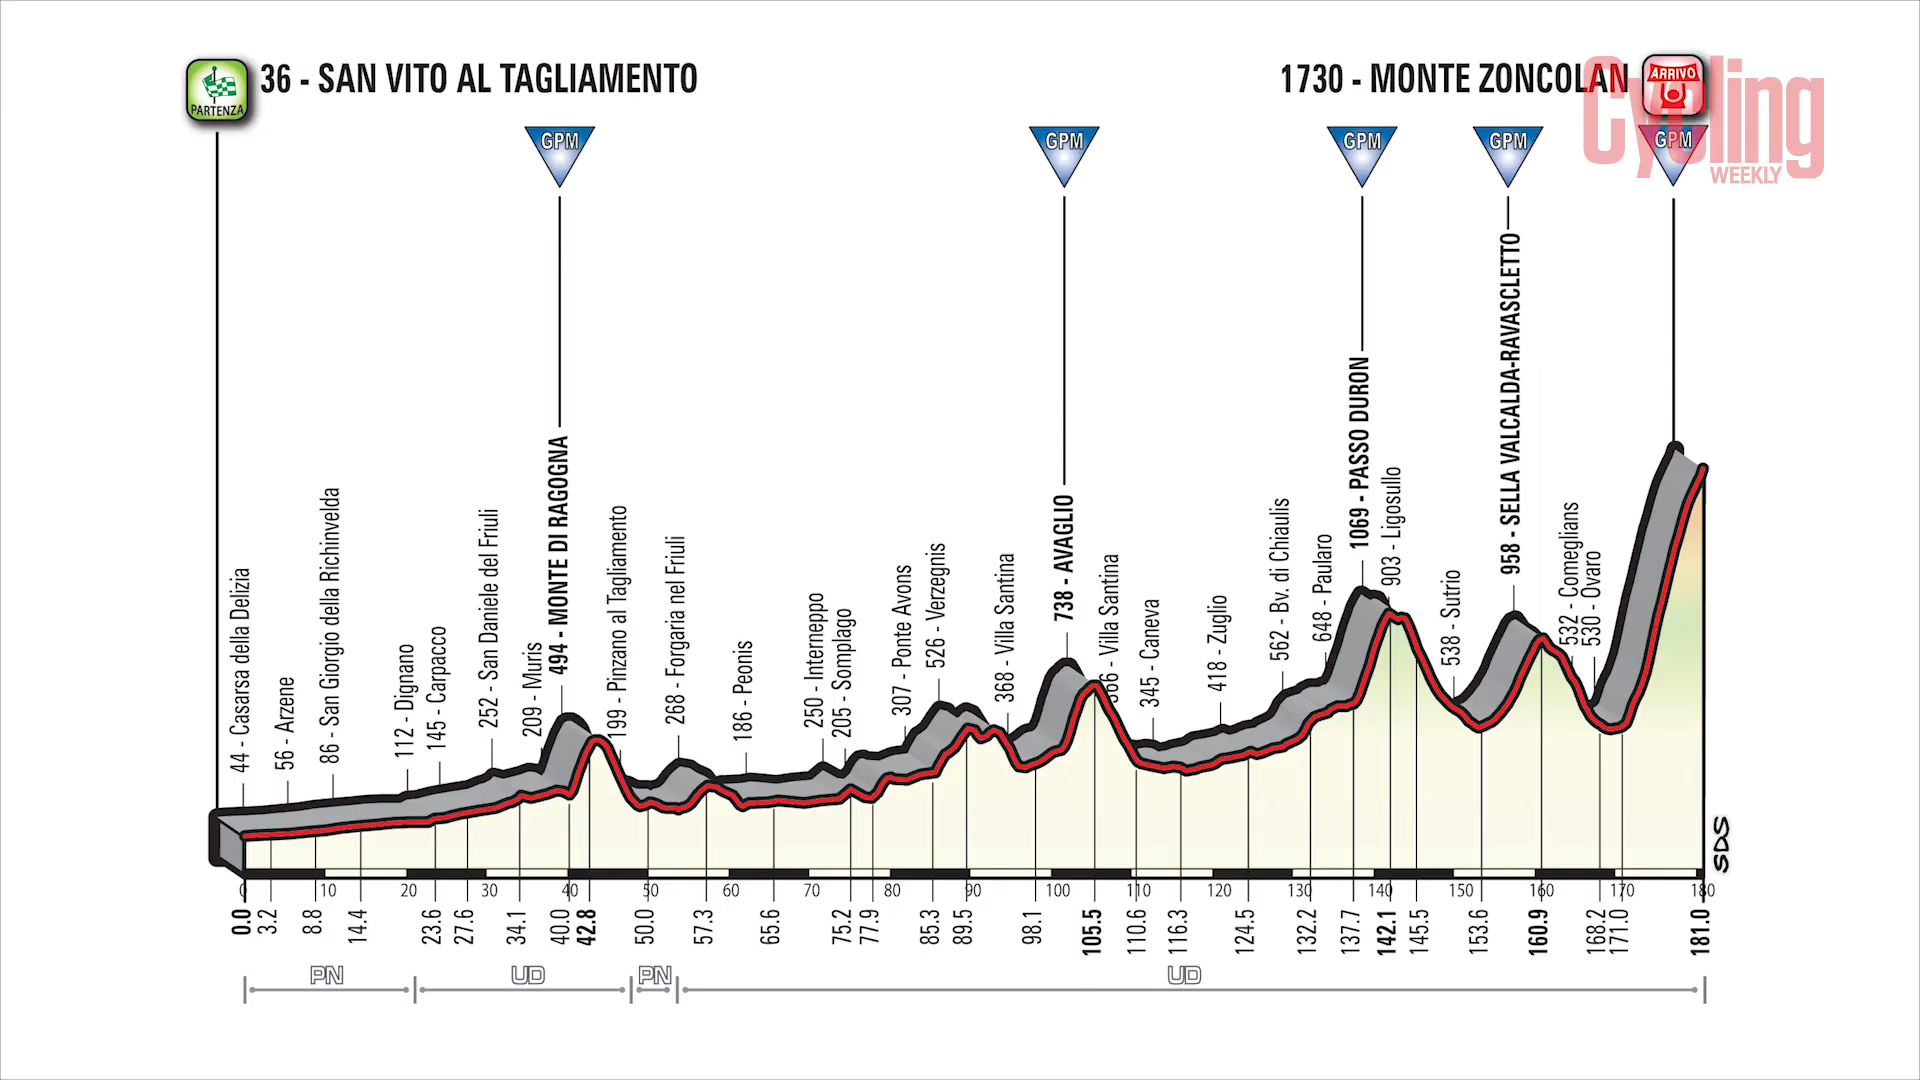 36 - SAN VITO AL TAGLIAMENTO
1730 - MONTE ZONCOLAN
PARTENZA
ARRIVO
Cycling
WEEKLY
GPM
GPM
GPM
GPM
GPM
44 - Casarsa della Delizia
56 - Arzene
86 - San Giorgio della Richinvelda
112 - Dignano
145 - Carpacco
252 - San Daniele del Friuli
209 - Muris
494 - MONTE DI RAGOGNA
199 - Pinzano al Tagliamento
268 - Forgaria nel Friuli
186 - Peonis
250 - Interneppo
205 - Somplago
307 - Ponte Avons
526 - Verzegnis
368 - Villa Santina
738 - AVAGLIO
366 - Villa Santina
345 - Caneva
418 - Zuglio
562 - Bv. di Chiaulis
648 - Paularo
1069 - PASSO DURON
903 - Ligosullo
538 - Sutrio
958 - SELLA VALCALDA-RAVASCLETTO
532 - Comeglians
530 - Ovaro
SDS
0 10 20 30 40 50 60 70 80 90 100 110 120 130 140 150 160 170 180
0.0 3.2 8.8 14.4 23.6 27.6 34.1 40.0 42.8 50.0 57.3 65.6 75.2 77.9 85.3 89.5 98.1 105.5 110.6 116.3 124.5 132.2 137.7 142.1 145.5 153.6 160.9 168.2 171.0 181.0
PN UD PN UD